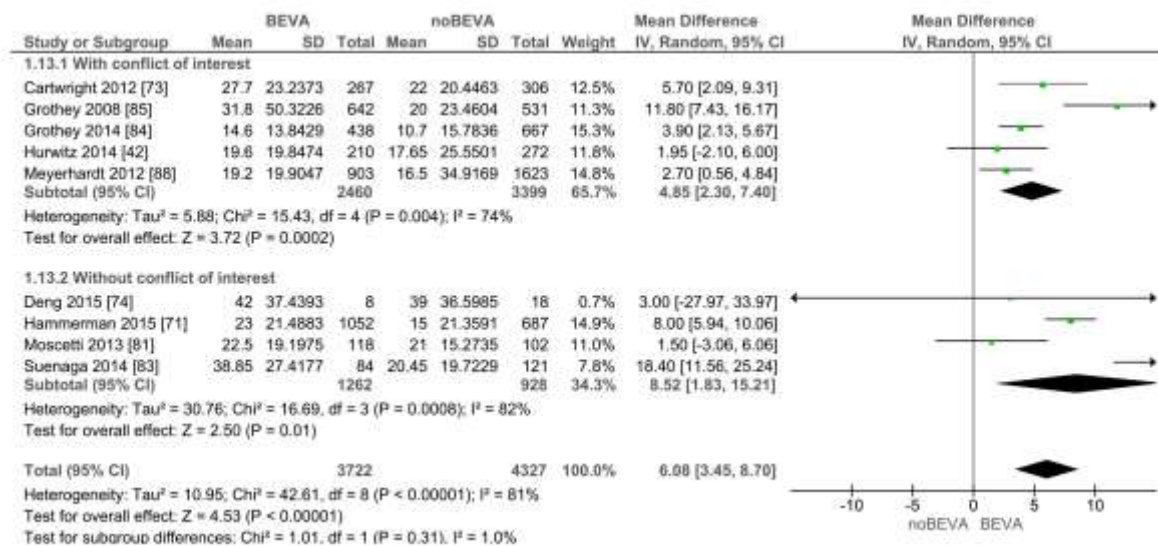 BEVA noBEVA Mean Difference Mean Difference
Study or Subgroup Mean SD Total Mean SD Total Weight IV, Random, 95% CI IV, Random, 95% CI
1.13.1 With conflict of interest
Cartwright 2012 [73] 27.7 23.2373 267 22 20.4463 306 12.5% 5.70 [2.09, 9.31]
Grothey 2008 [85] 31.8 50.3226 642 20 23.4604 531 11.3% 11.80 [7.43, 16.17]
Grothey 2014 [84] 14.6 13.8429 438 10.7 15.7836 667 15.3% 3.90 [2.13, 5.67]
Hurwitz 2014 [42] 19.6 19.8474 210 17.65 25.5501 272 11.8% 1.95 [-2.10, 6.00]
Meyerhardt 2012 [88] 19.2 19.9047 903 16.5 34.9169 1623 14.8% 2.70 [0.56, 4.84]
Subtotal (95% CI) 2460 3399 65.7% 4.85 [2.30, 7.40]
Heterogeneity: Tau² = 5.88; Chi² = 15.43, df = 4 (P = 0.004); I² = 74%
Test for overall effect: Z = 3.72 (P = 0.0002)
1.13.2 Without conflict of interest
Deng 2015 [74] 42 37.4393 8 39 36.5985 18 0.7% 3.00 [-27.97, 33.97]
Hammerman 2015 [71] 23 21.4883 1052 15 21.3591 687 14.9% 8.00 [5.94, 10.06]
Moscetti 2013 [81] 22.5 19.1975 118 21 15.2735 102 11.0% 1.50 [-3.06, 6.06]
Suenaga 2014 [83] 38.85 27.4177 84 20.45 19.7229 121 7.8% 18.40 [11.56, 25.24]
Subtotal (95% CI) 1262 928 34.3% 8.52 [1.83, 15.21]
Heterogeneity: Tau² = 30.76; Chi² = 16.69, df = 3 (P = 0.0008); I² = 82%
Test for overall effect: Z = 2.50 (P = 0.01)
Total (95% CI) 3722 4327 100.0% 6.08 [3.45, 8.70]
Heterogeneity: Tau² = 10.95; Chi² = 42.61, df = 8 (P < 0.00001); I² = 81%
Test for overall effect: Z = 4.53 (P < 0.00001)
Test for subgroup differences: Chi² = 1.01, df = 1 (P = 0.31), I² = 1.0%
-10 -5 0 5 10
noBEVA BEVA